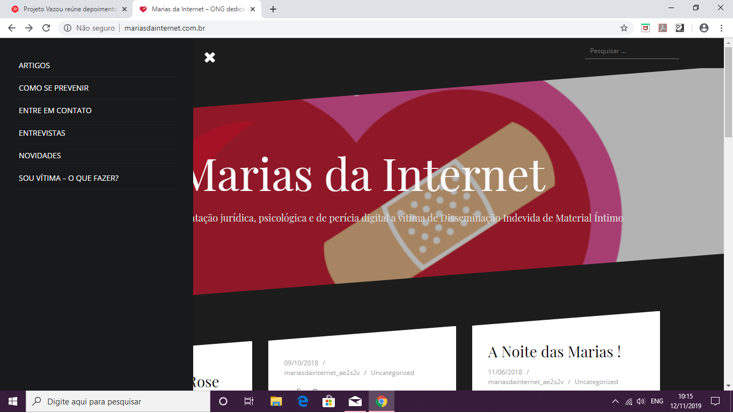 Projeto Vazou reúne depoimento
Marias da Internet – ONG dedica
Não seguro
mariasdainternet.com.br
Pesquisar ...
ARTIGOS
COMO SE PREVENIR
ENTRE EM CONTATO
ENTREVISTAS
NOVIDADES
SOU VÍTIMA – O QUE FAZER?
Marias da Internet
ntação jurídica, psicológica e de perícia digital a vítima de Disseminação Indevida de Material Íntimo
Rose
09/10/2018 /
mariasdainternet_ae2s2v / Uncategorized
A Noite das Marias !
11/06/2018 /
mariasdainternet_ae2s2v / Uncategorized
Digite aqui para pesquisar
ENG
10:15
12/11/2019